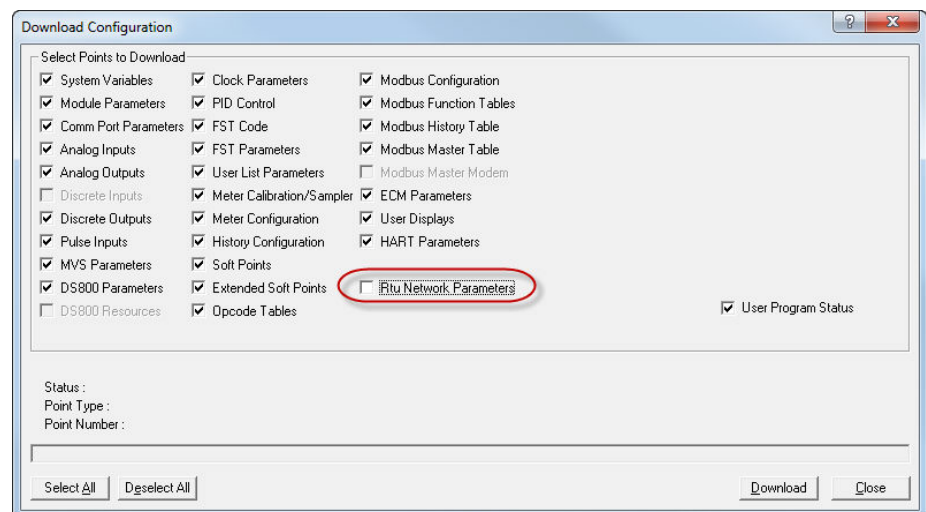 Download Configuration
Select Points to Download
System Variables
Module Parameters
Comm Port Parameters
Analog Inputs
Analog Outputs
Discrete Inputs
Discrete Outputs
Pulse Inputs
MVS Parameters
DS800 Parameters
DS800 Resources
Clock Parameters
PID Control
FST Code
FST Parameters
User List Parameters
Meter Calibration/Sampler
Meter Configuration
History Configuration
Soft Points
Extended Soft Points
Opcode Tables
Modbus Configuration
Modbus Function Tables
Modbus History Table
Modbus Master Table
Modbus Master Modem
ECM Parameters
User Displays
HART Parameters
Rtu Network Parameters
User Program Status
Status :
Point Type :
Point Number :
Select All
Deselect All
Download
Close